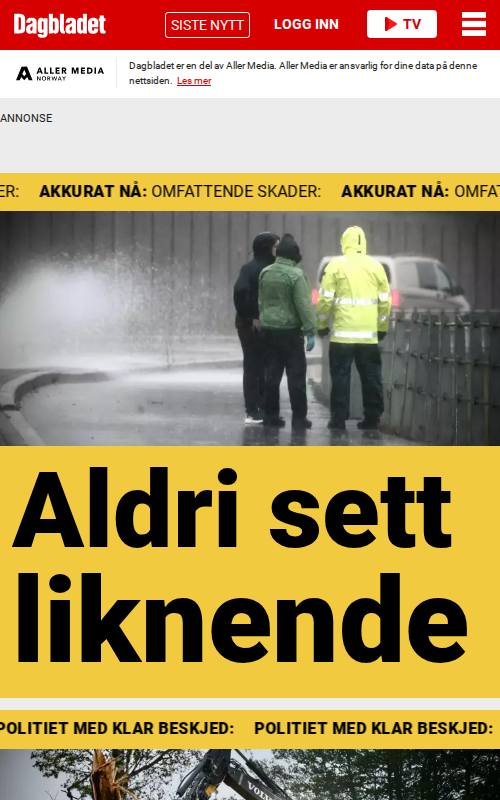 Dagbladet
SISTE NYTT
LOGG INN
TV
ALLER MEDIA
NORWAY
Dagbladet er en del av Aller Media. Aller Media er ansvarlig for dine data på denne
nettsiden. Les mer
ANNONSE
ER: AKKURAT NÅ: OMFATTENDE SKADER: AKKURAT NÅ: OMFAT
Aldri sett
liknende
POLITIET MED KLAR BESKJED: POLITIET MED KLAR BESKJED:
VOLVO